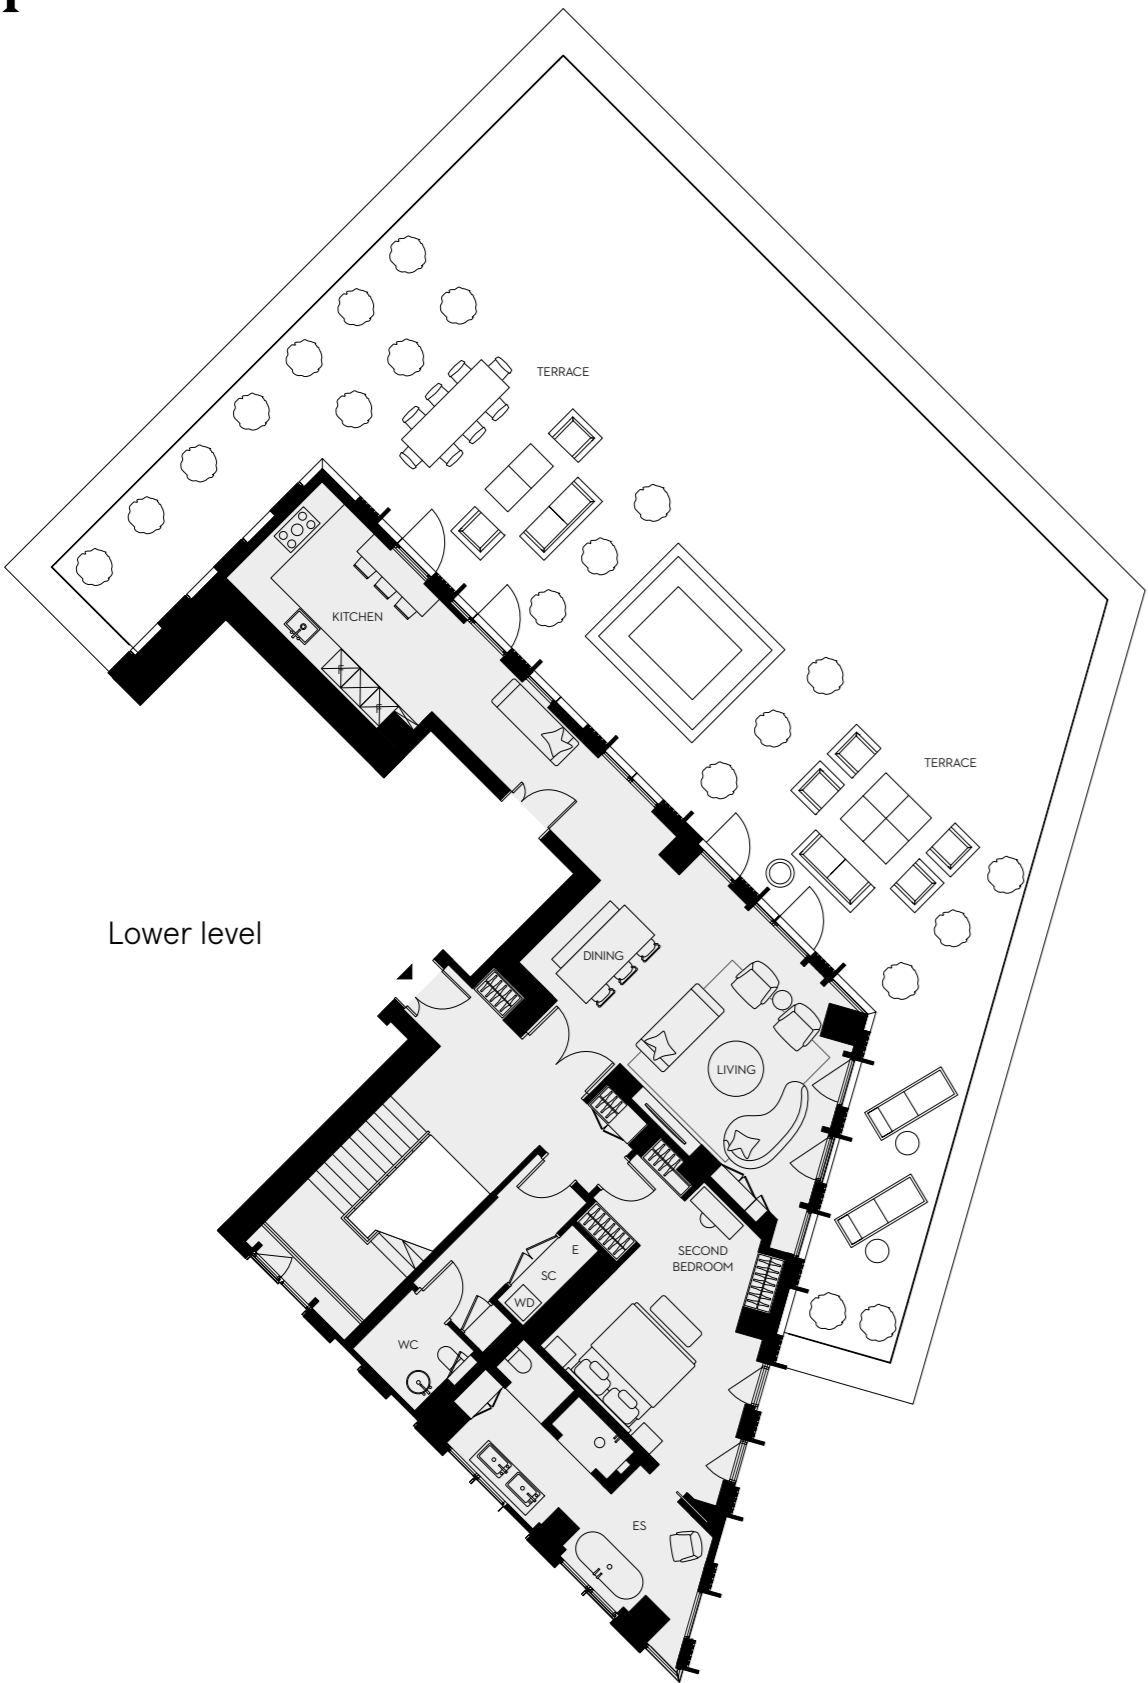 TERRACE
KITCHEN
F
F
TERRACE
Lower level
DINING
LIVING
E
SECOND
BEDROOM
SC
WD
WC
ES